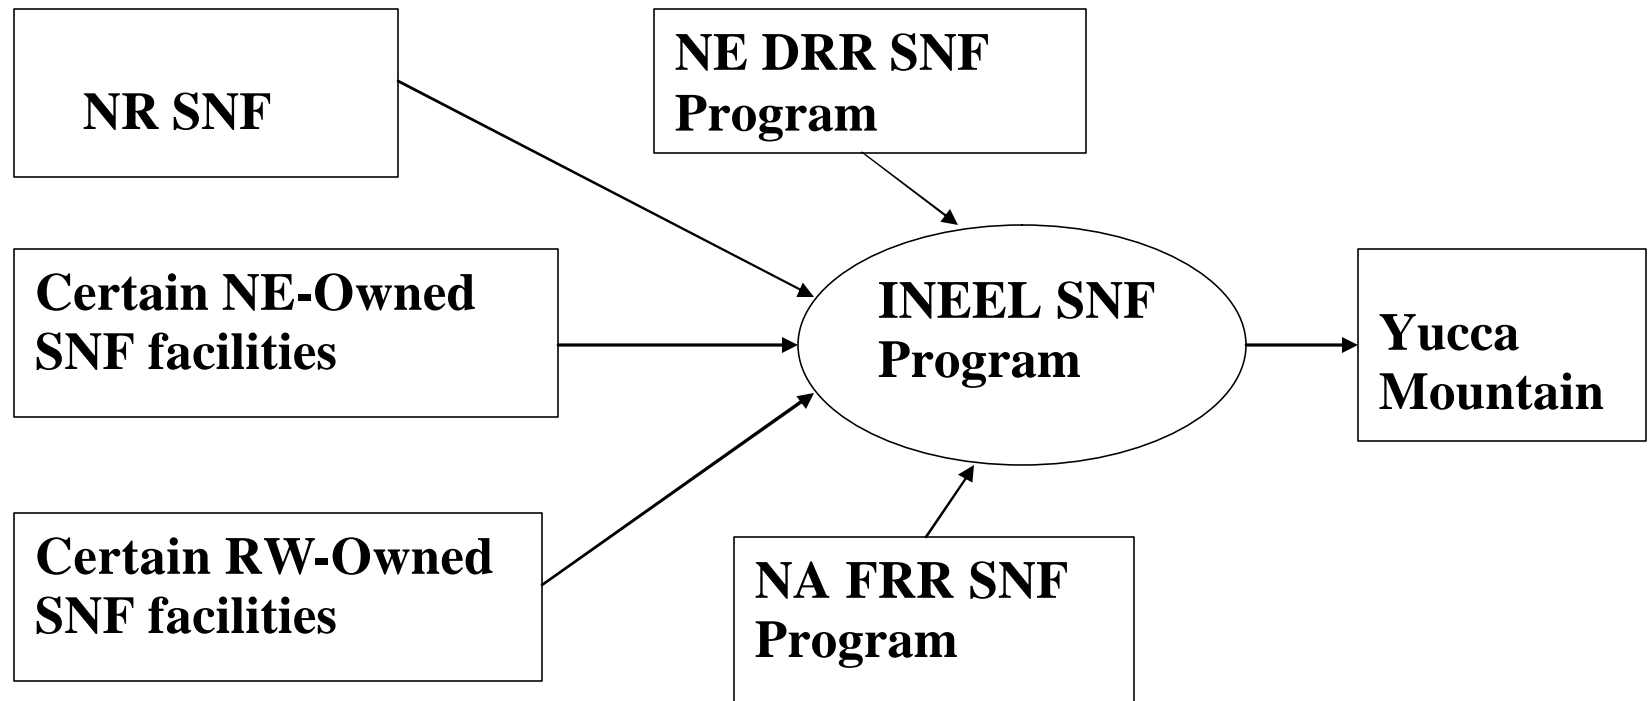 NR SNF
NE DRR SNF
Program
Certain NE-Owned
SNF facilities
INEEL SNF
Program
Yucca
Mountain
Certain RW-Owned
SNF facilities
NA FRR SNF
Program